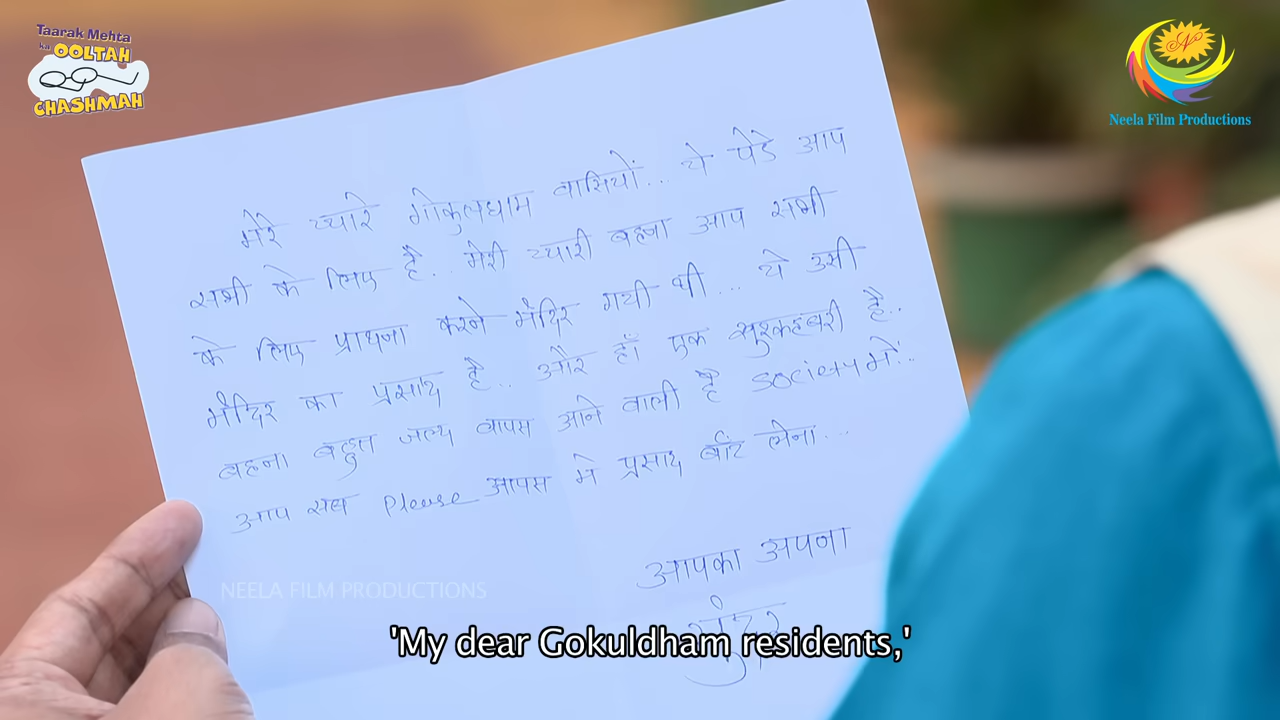 Taarak Mehta
ka OOLTAH
CHASHMAH
Neela Film Productions
मेरे प्यारे गोकुलधाम वासियों... ये पेडे आप
सभी के लिए है.. मेरी प्यारी बहना आप सभी
के लिए प्राथना करने मंदिर गयी थी... ये उसी
मंदिर का प्रसाद है.. और हाँ एक खुशखबरी है..
बहना बहुत जल्द वापस आने वाली है society में..
आप सब Please आपस मे प्रसाद बाँट लेना...
आपका अपना
सुंदर
NEELA FILM PRODUCTIONS
'My dear Gokuldham residents,'